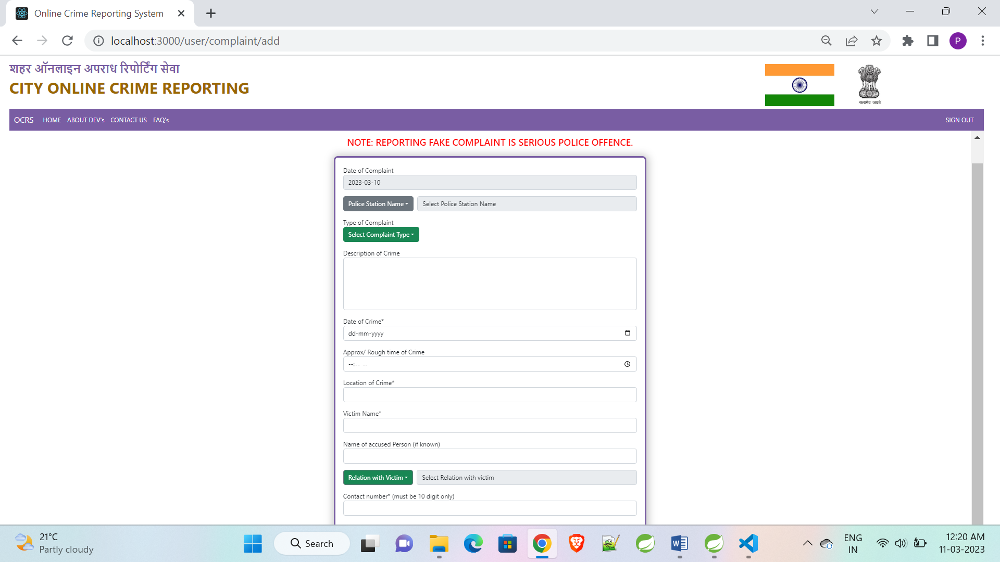 Online Crime Reporting System
localhost:3000/user/complaint/add
P
शहर ऑनलाइन अपराध रिपोर्टिंग सेवा
CITY ONLINE CRIME REPORTING
सत्यमेव जयते
OCRS HOME ABOUT DEV's CONTACT US FAQ's SIGN OUT
NOTE: REPORTING FAKE COMPLAINT IS SERIOUS POLICE OFFENCE.
Date of Complaint
2023-03-10
Police Station Name Select Police Station Name
Type of Complaint
Select Complaint Type
Description of Crime
Date of Crime*
dd-mm-yyyy
Approx/ Rough time of Crime
--:-- --
Location of Crime*
Victim Name*
Name of accused Person (if known)
Relation with Victim Select Relation with victim
Contact number* (must be 10 digit only)
21°C
Partly cloudy
Search
W
ENG
IN
12:20 AM
11-03-2023